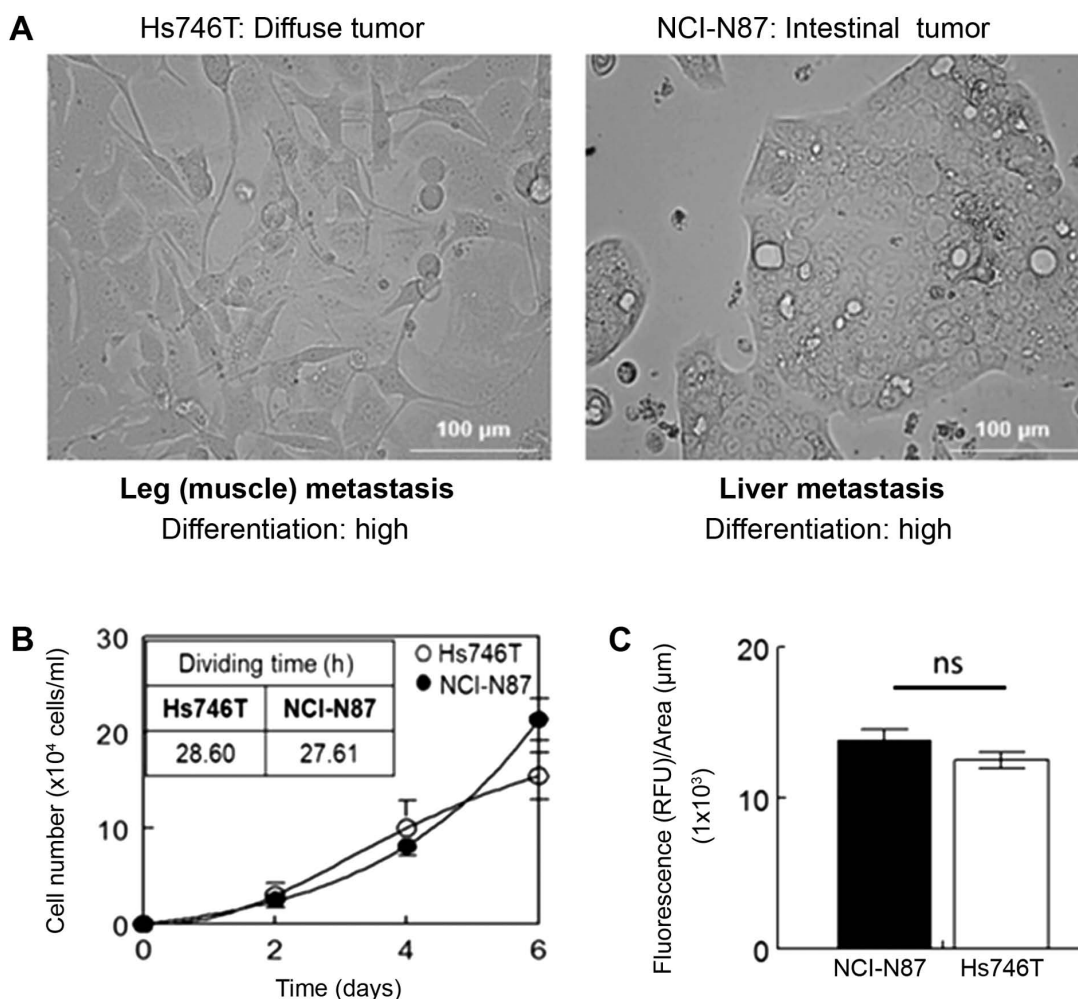 A
Hs746T: Diffuse tumor
NCI-N87: Intestinal tumor
100 µm
100 µm
Leg (muscle) metastasis
Liver metastasis
Differentiation: high
Differentiation: high
B
Cell number (x10⁴ cells/ml)
30
20
10
0
Dividing time (h)
Hs746T
NCI-N87
28.60
27.61
Hs746T
NCI-N87
0
2
4
6
Time (days)
C
Fluorescence (RFU)/Area (µm)
(1x10³)
20
10
0
ns
NCI-N87
Hs746T